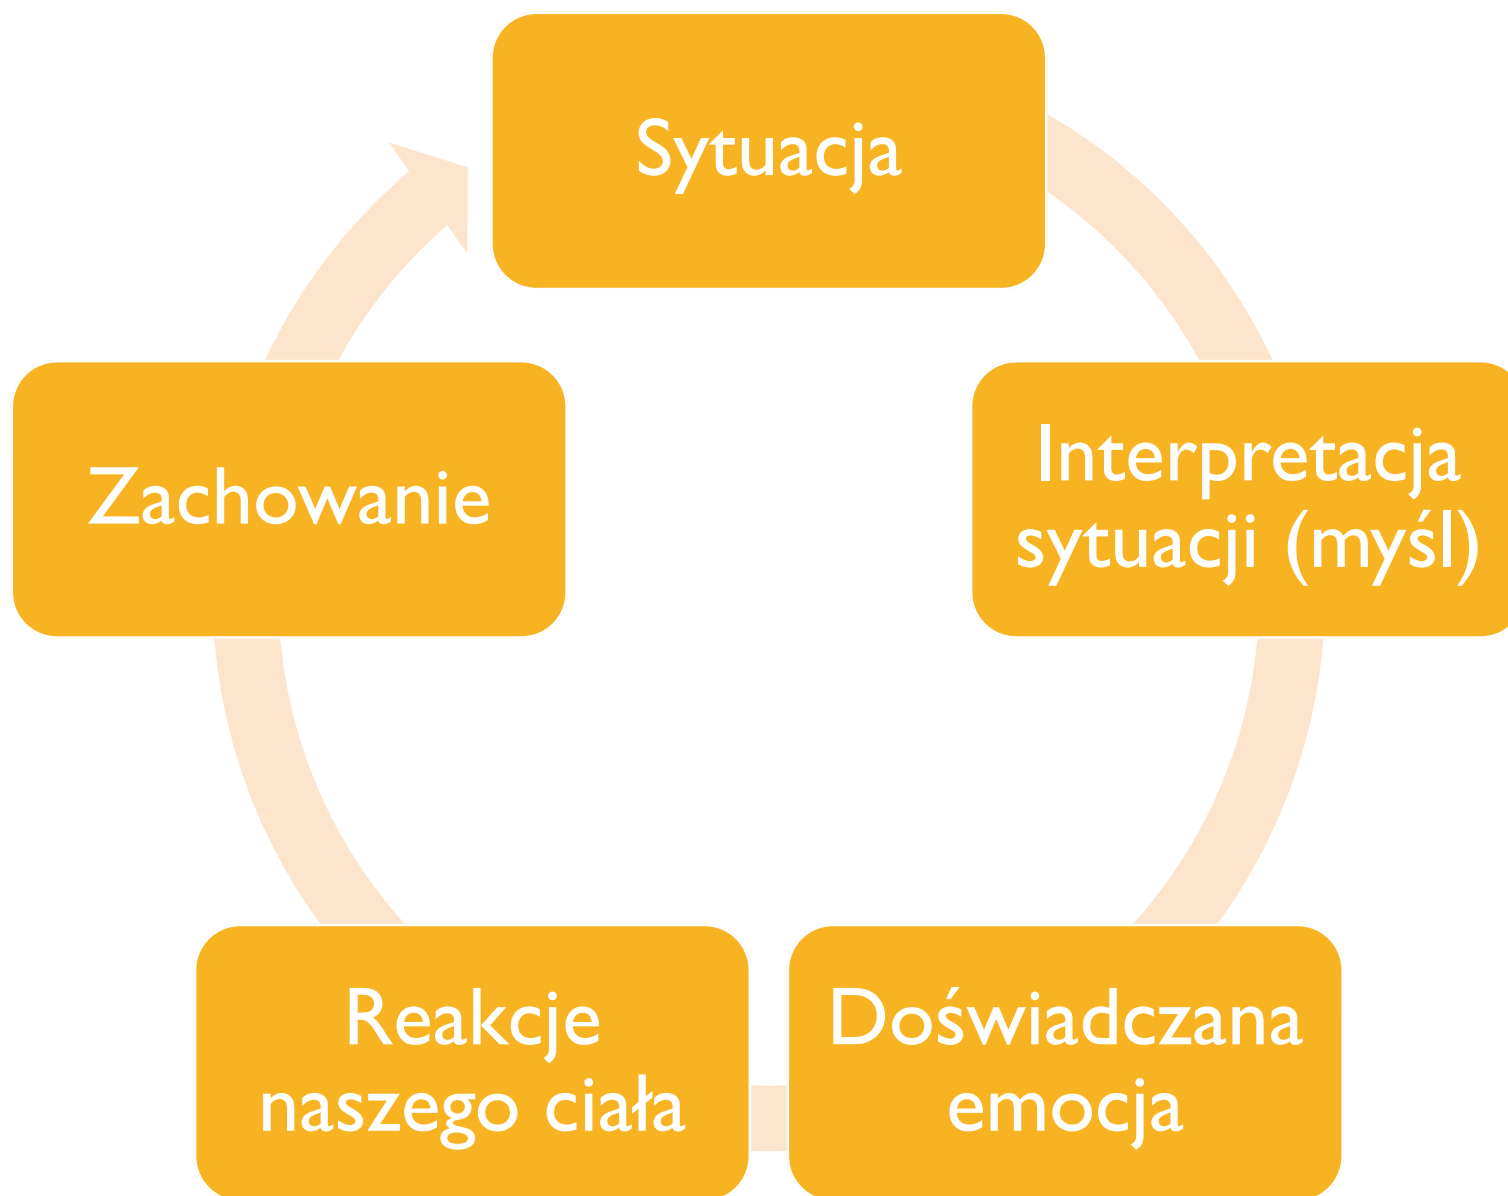 Sytuacja
Interpretacja
sytuacji (myśl)
Doświadczana
emocja
Reakcje
naszego ciała
Zachowanie